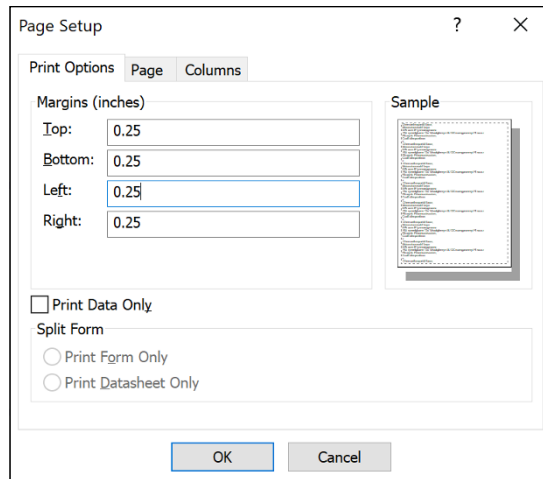 Page Setup ? X
Print Options Page Columns
Margins (inches)
Top: 0.25
Bottom: 0.25
Left: 0.25
Right: 0.25
Sample
Print Data Only
Split Form
Print Form Only
Print Datasheet Only
OK Cancel